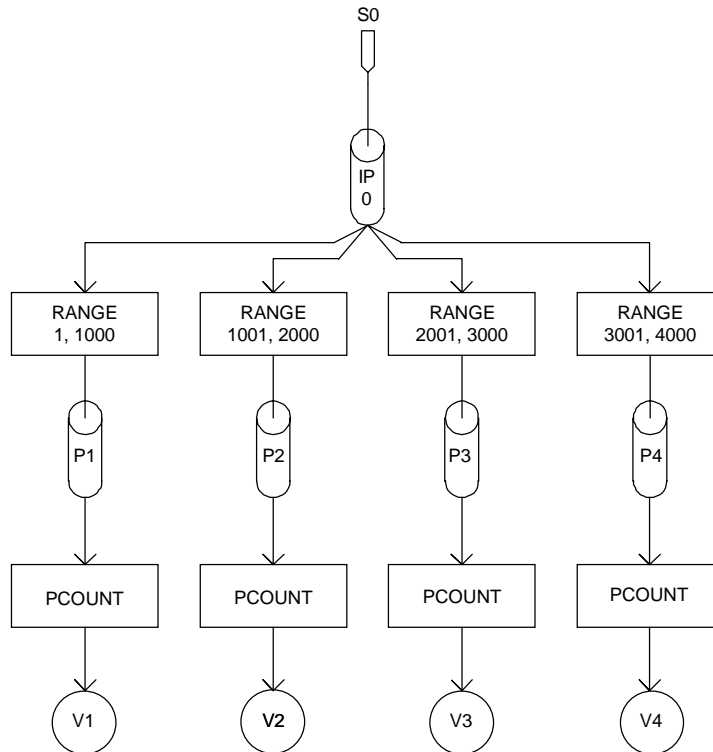 S0
IP
0
RANGE
1, 1000
RANGE
1001, 2000
RANGE
2001, 3000
RANGE
3001, 4000
P1
P2
P3
P4
PCOUNT
PCOUNT
PCOUNT
PCOUNT
V1
V2
V3
V4